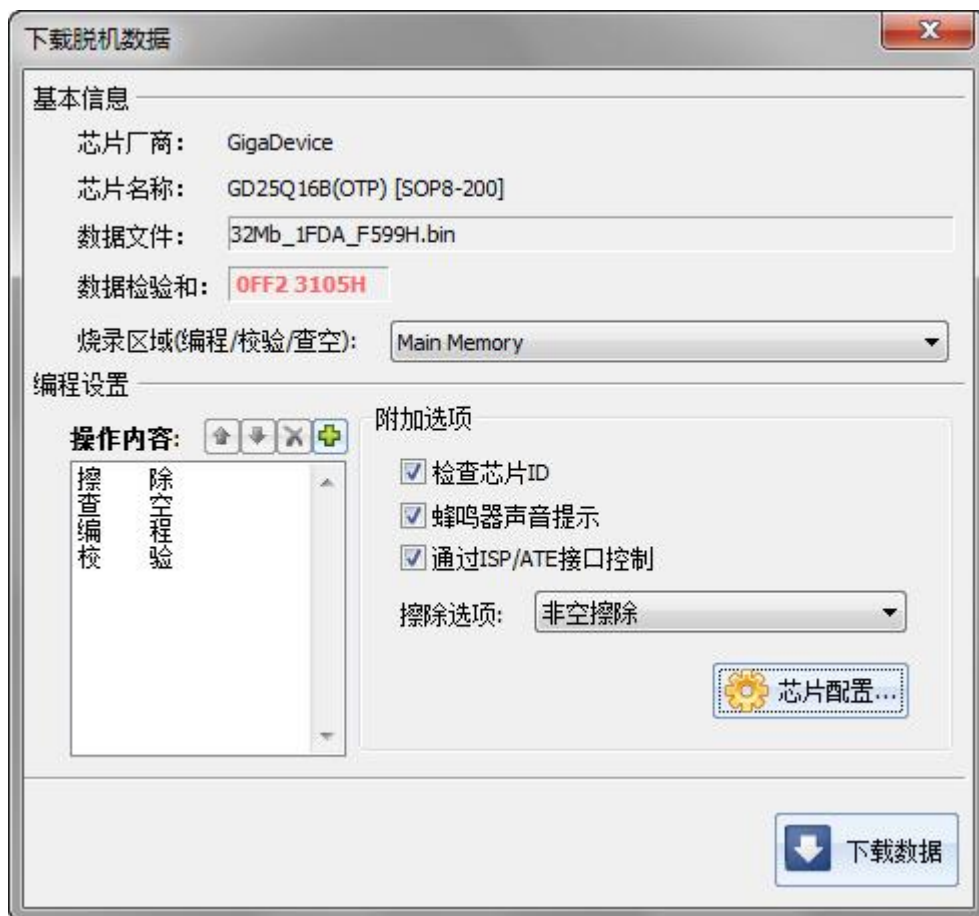 下载脱机数据
基本信息
芯片厂商： GigaDevice
芯片名称： GD25Q16B(OTP) [SOP8-200]
数据文件： 32Mb_1FDA_F599H.bin
数据检验和： 0FF2 3105H
烧录区域(编程/校验/查空)： Main Memory
编程设置
操作内容:
擦 除
查 空
编 程
校 验
附加选项
检查芯片ID
蜂鸣器声音提示
通过ISP/ATE接口控制
擦除选项: 非空擦除
芯片配置...
下载数据